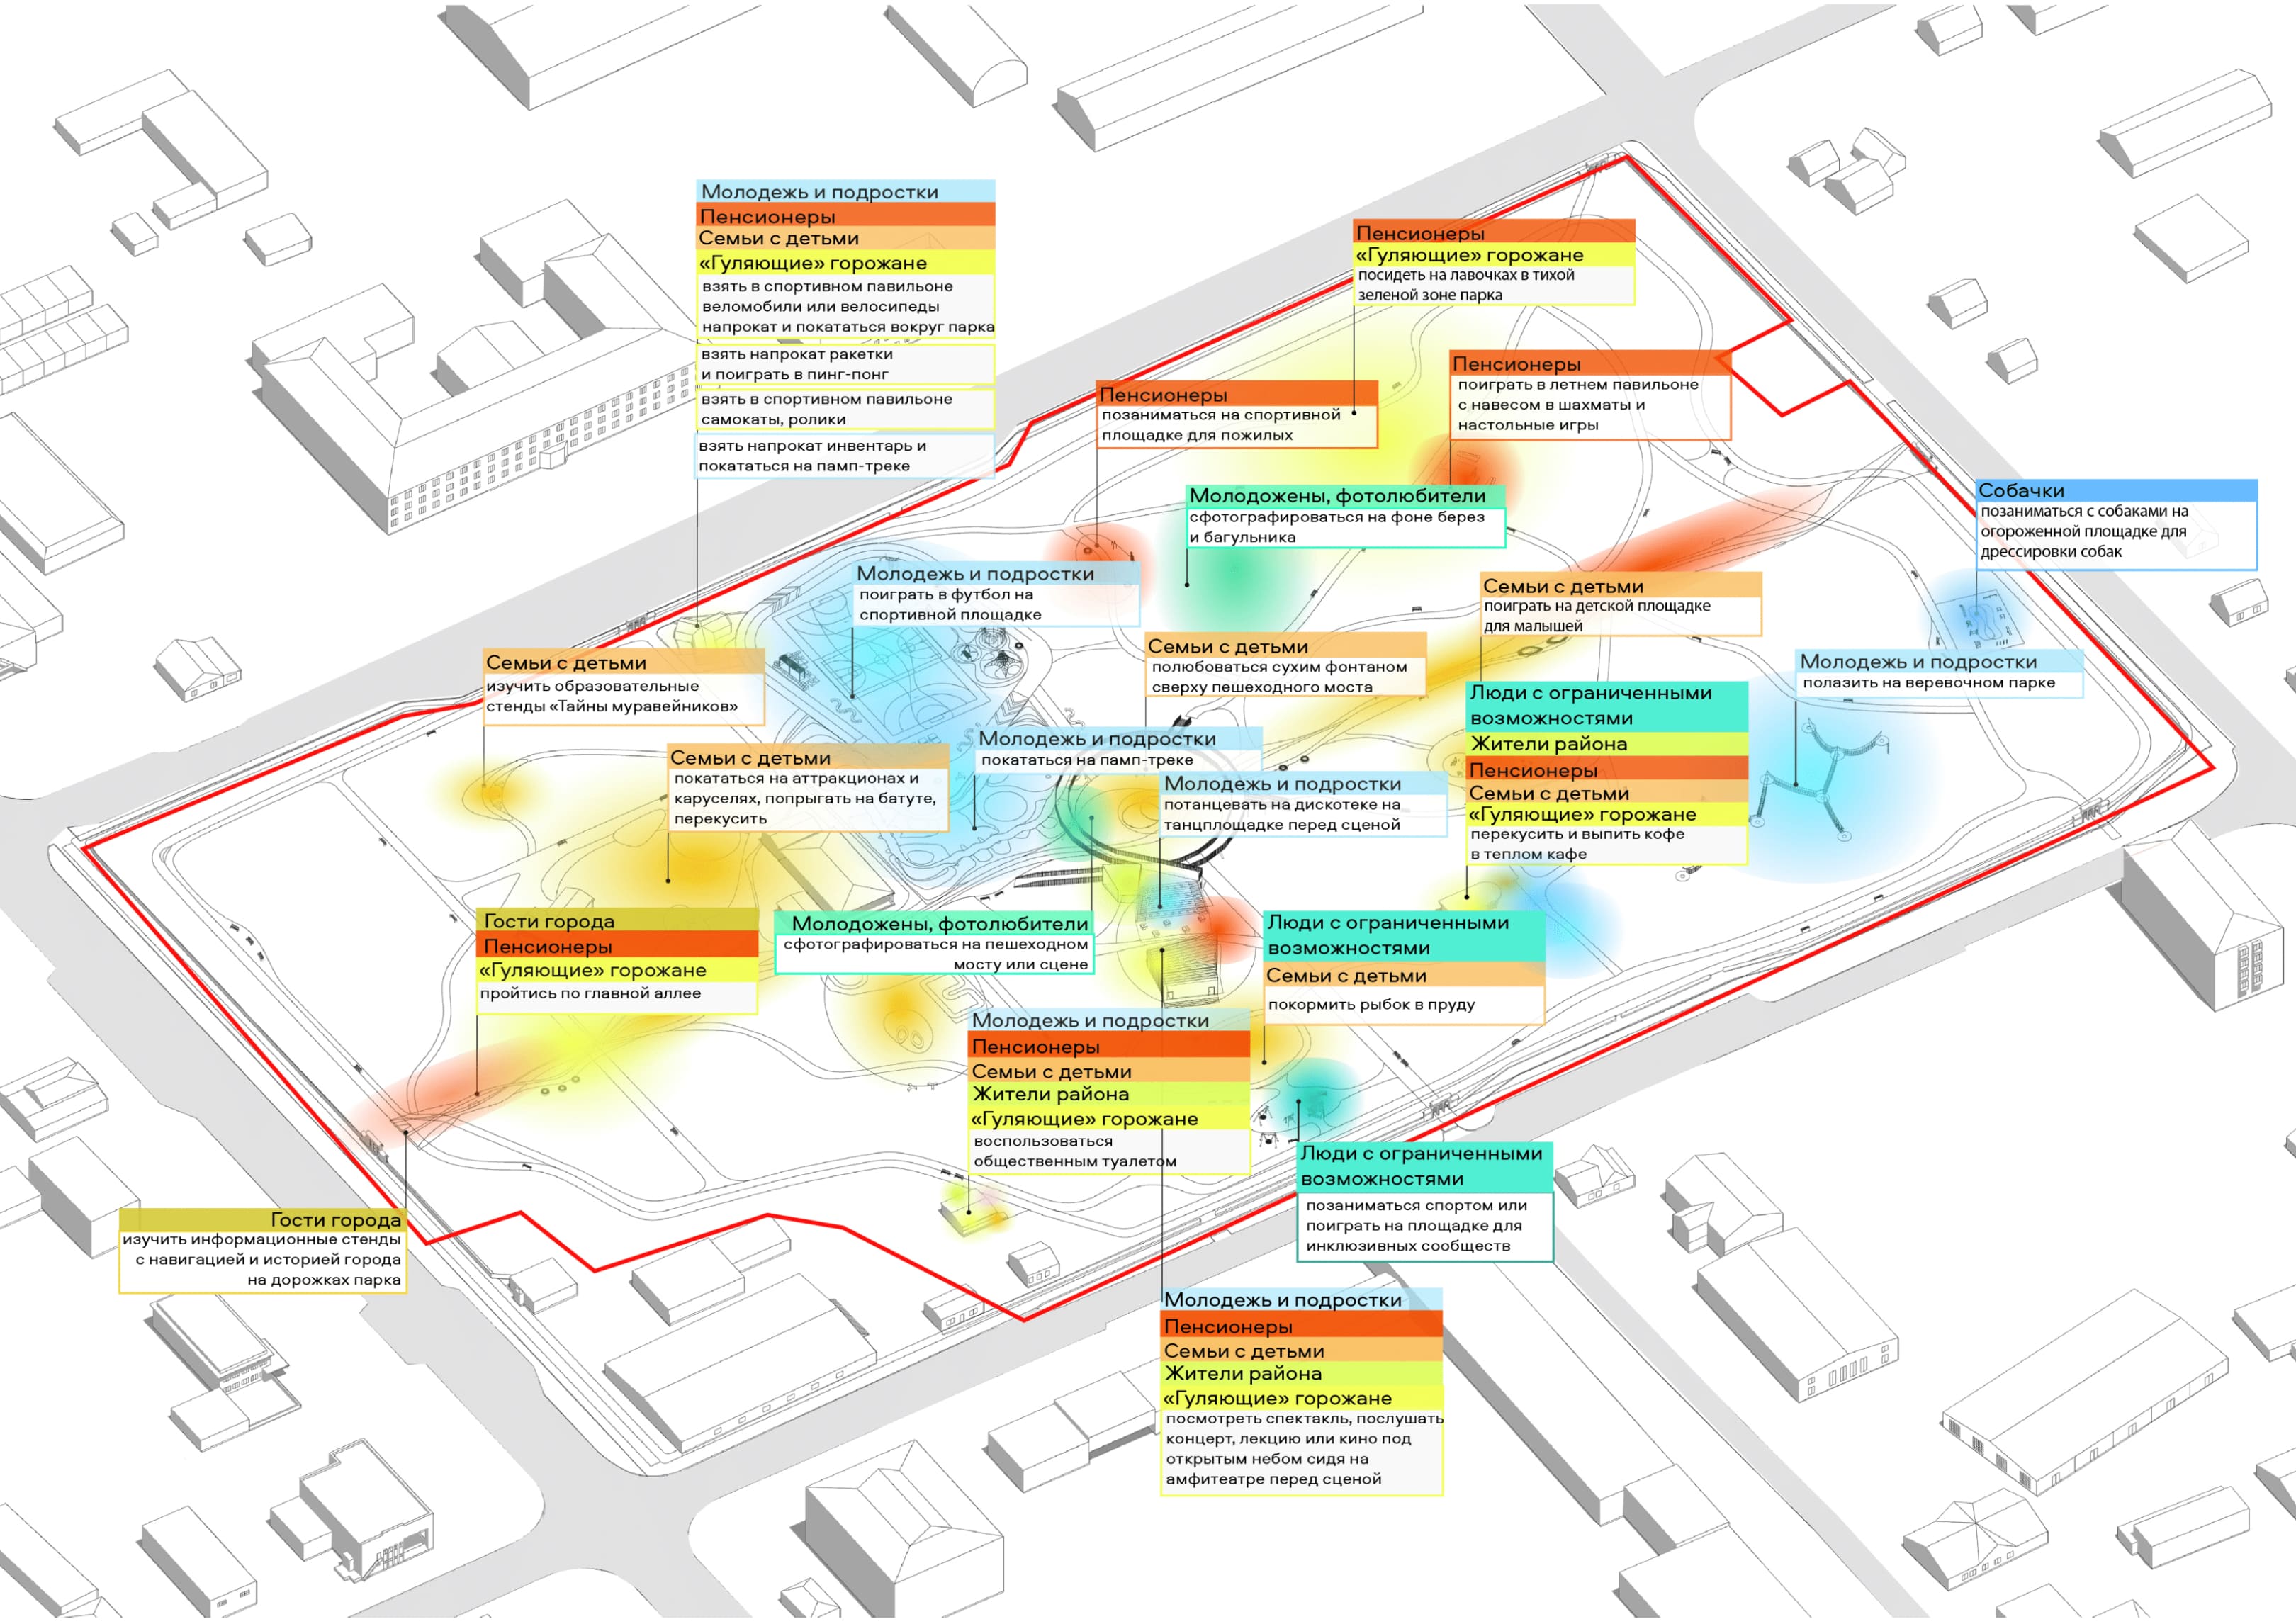 Молодежь и подростки
Пенсионеры
Семьи с детьми
«Гуляющие» горожане
взять в спортивном павильоне
веломобили или велосипеды
напрокат и покататься вокруг парка
взять напрокат ракетки
и поиграть в пинг-понг
взять в спортивном павильоне
самокаты, ролики
взять напрокат инвентарь и
покататься на памп-треке
Пенсионеры
«Гуляющие» горожане
посидеть на лавочках в тихой
зеленой зоне парка
Пенсионеры
поиграть в летнем павильоне
с навесом в шахматы и
настольные игры
Пенсионеры
позаниматься на спортивной
площадке для пожилых
Молодожены, фотолюбители
сфотографироваться на фоне берез
и багульника
Собачки
позаниматься с собаками на
огороженной площадке для
дрессировки собак
Молодежь и подростки
поиграть в футбол на
спортивной площадке
Семьи с детьми
поиграть на детской площадке
для малышей
Семьи с детьми
полюбоваться сухим фонтаном
сверху пешеходного моста
Семьи с детьми
изучить образовательные
стенды «Тайны муравейников»
Молодежь и подростки
полазить на веревочном парке
Люди с ограниченными
возможностями
Жители района
Пенсионеры
Семьи с детьми
«Гуляющие» горожане
перекусить и выпить кофе
в теплом кафе
Молодежь и подростки
покататься на памп-треке
Семьи с детьми
покататься на аттракционах и
каруселях, попрыгать на батуте,
перекусить
Молодежь и подростки
потанцевать на дискотеке на
танцплощадке перед сценой
Гости города
Пенсионеры
«Гуляющие» горожане
пройтись по главной аллее
Молодожены, фотолюбители
сфотографироваться на пешеходном
мосту или сцене
Люди с ограниченными
возможностями
Семьи с детьми
покормить рыбок в пруду
Молодежь и подростки
Пенсионеры
Семьи с детьми
Жители района
«Гуляющие» горожане
воспользоваться
общественным туалетом
Люди с ограниченными
возможностями
позаниматься спортом или
поиграть на площадке для
инклюзивных сообществ
Гости города
изучить информационные стенды
с навигацией и историей города
на дорожках парка
Молодежь и подростки
Пенсионеры
Семьи с детьми
Жители района
«Гуляющие» горожане
посмотреть спектакль, послушать
концерт, лекцию или кино под
открытым небом сидя на
амфитеатре перед сценой